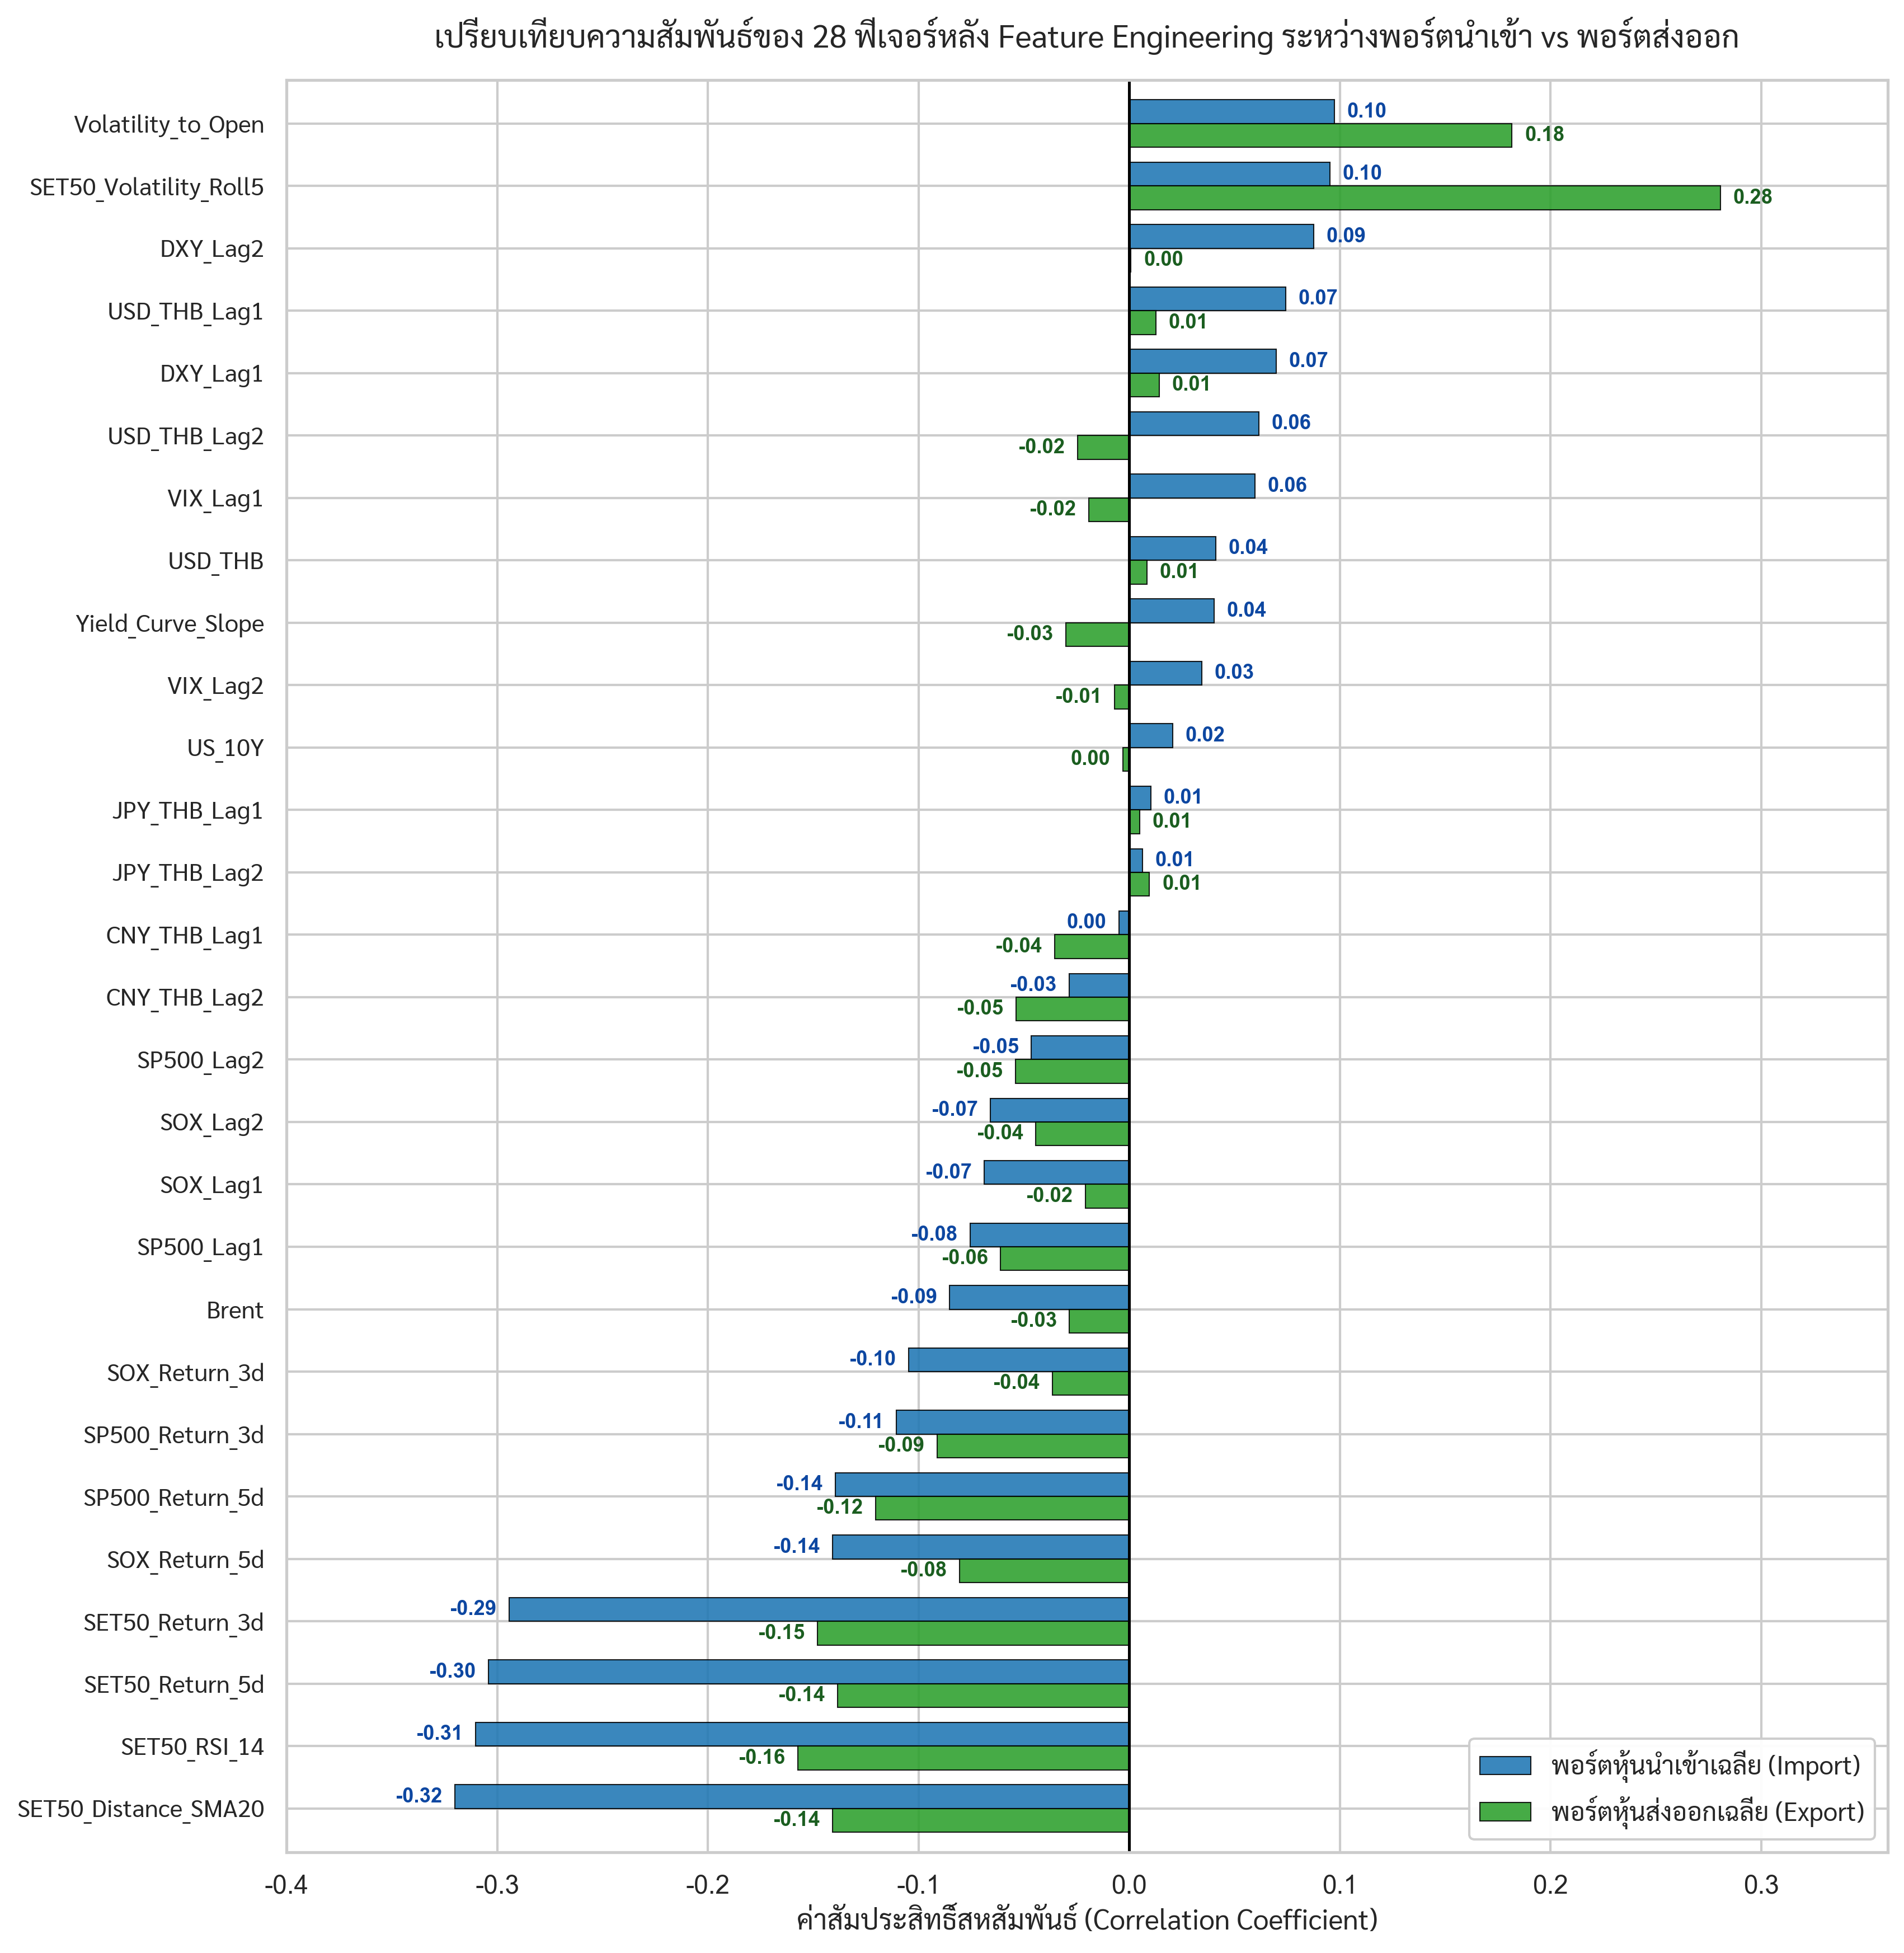 เปรียบเทียบความสัมพันธ์ของ 28 ฟีเจอร์หลัง Feature Engineering ระหว่างพอร์ตนำเข้า vs พอร์ตส่งออก
Volatility_to_Open 0.10 0.18
SET50_Volatility_Roll5 0.10 0.28
DXY_Lag2 0.09 0.00
USD_THB_Lag1 0.07 0.01
DXY_Lag1 0.07 0.01
USD_THB_Lag2 0.06 -0.02
VIX_Lag1 0.06 -0.02
USD_THB 0.04 0.01
Yield_Curve_Slope 0.04 -0.03
VIX_Lag2 0.03 -0.01
US_10Y 0.02 0.00
JPY_THB_Lag1 0.01 0.01
JPY_THB_Lag2 0.01 0.01
CNY_THB_Lag1 0.00 -0.04
CNY_THB_Lag2 -0.03 -0.05
SP500_Lag2 -0.05 -0.05
SOX_Lag2 -0.07 -0.04
SOX_Lag1 -0.07 -0.02
SP500_Lag1 -0.08 -0.06
Brent -0.09 -0.03
SOX_Return_3d -0.10 -0.04
SP500_Return_3d -0.11 -0.09
SP500_Return_5d -0.14 -0.12
SOX_Return_5d -0.14 -0.08
SET50_Return_3d -0.29 -0.15
SET50_Return_5d -0.30 -0.14
SET50_RSI_14 -0.31 -0.16
SET50_Distance_SMA20 -0.32 -0.14
พอร์ตหุ้นนำเข้าเฉลี่ย (Import)
พอร์ตหุ้นส่งออกเฉลี่ย (Export)
-0.4 -0.3 -0.2 -0.1 0.0 0.1 0.2 0.3
ค่าสัมประสิทธิ์สหสัมพันธ์ (Correlation Coefficient)